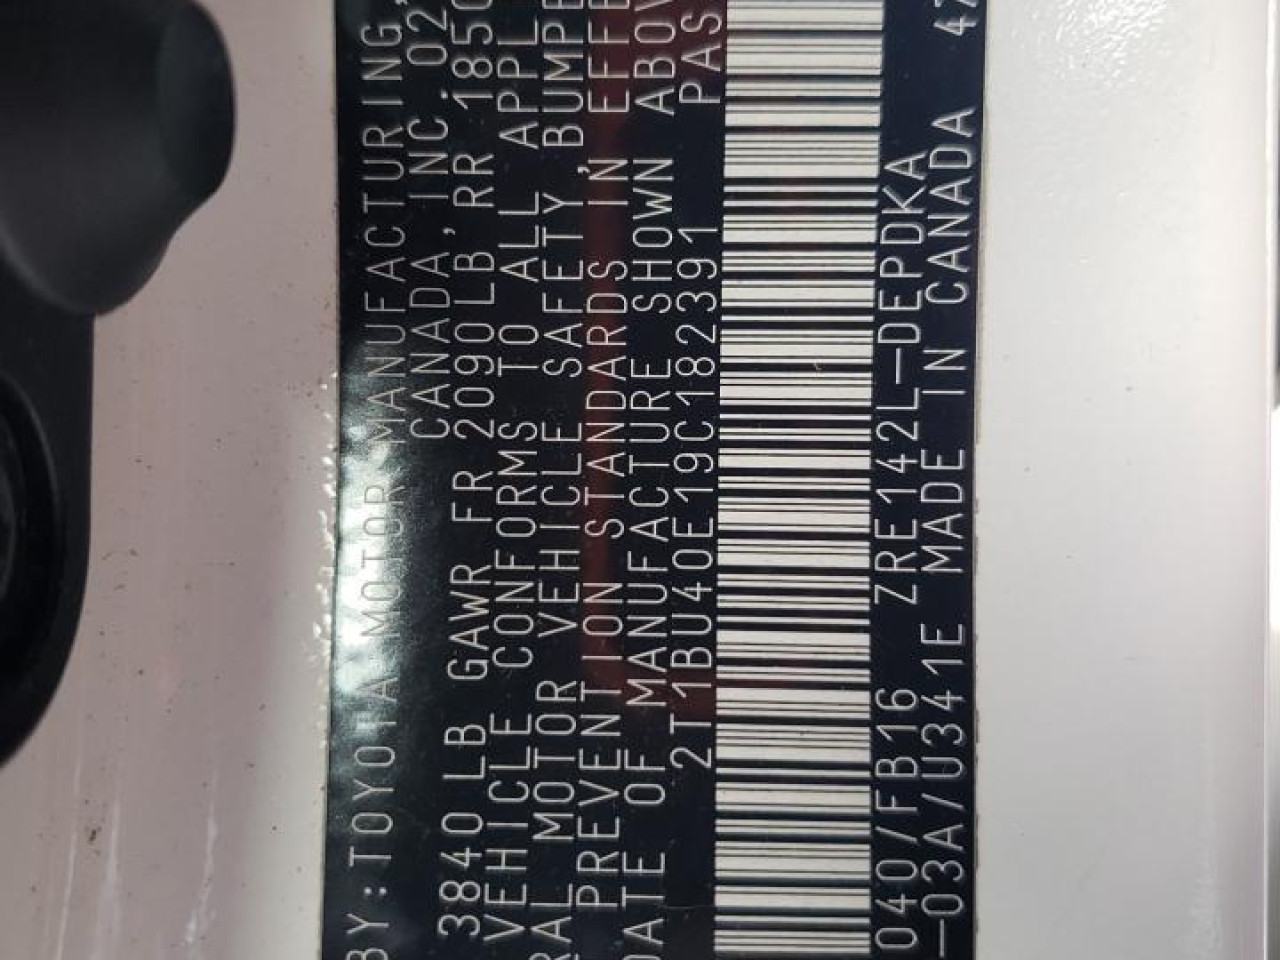 BY:TOYOTA MOTOR MANUFACTURING,
CANADA, INC. 02
3840 LB GAWR FR 2090LB, RR 1850
VEHICLE CONFORMS TO ALL APPL
RAL MOTOR VEHICLE SAFETY, BUMPE
PREVENTION STANDARDS IN EFFE
DATE OF MANUFACTURE SHOWN ABOV
2T1BU40E19C182391 PAS
040/FB16 ZRE142L-DEPDKA
-03A/U341E MADE IN CANADA 4Z